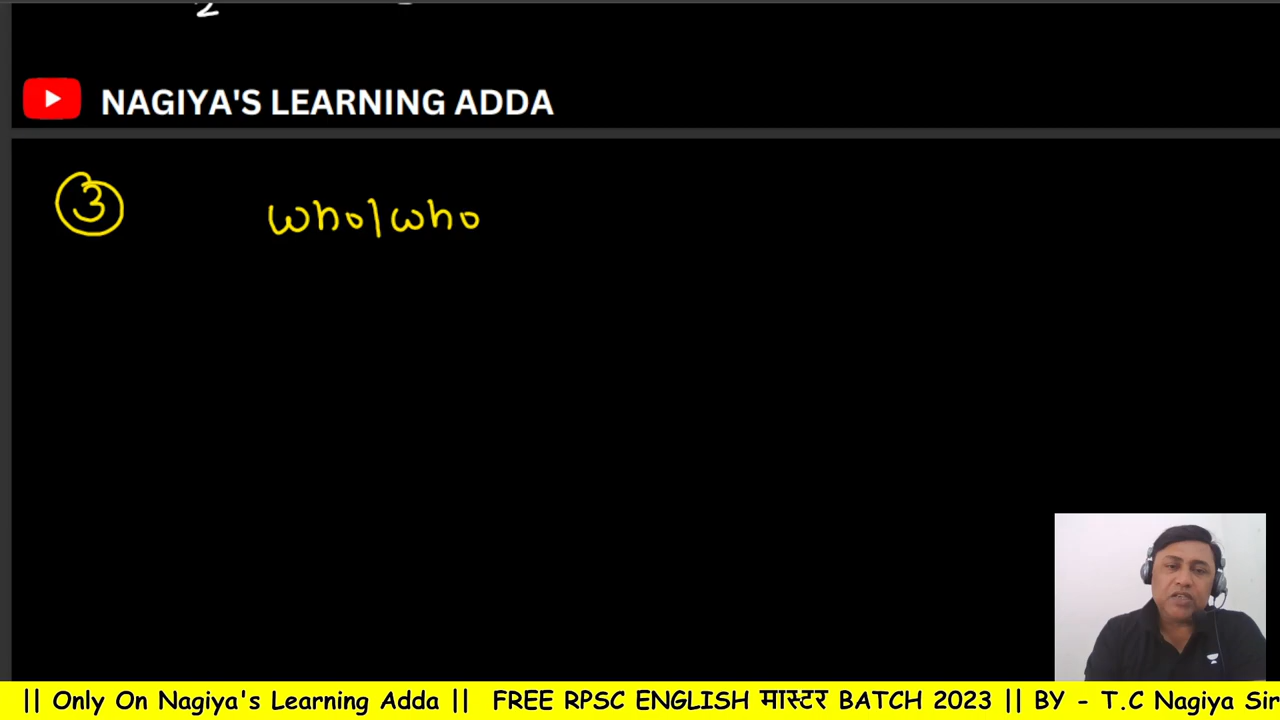 2
NAGIYA'S LEARNING ADDA
3 who/who
|| Only On Nagiya's Learning Adda || FREE RPSC ENGLISH मास्टर BATCH 2023 || BY - T.C Nagiya Sir